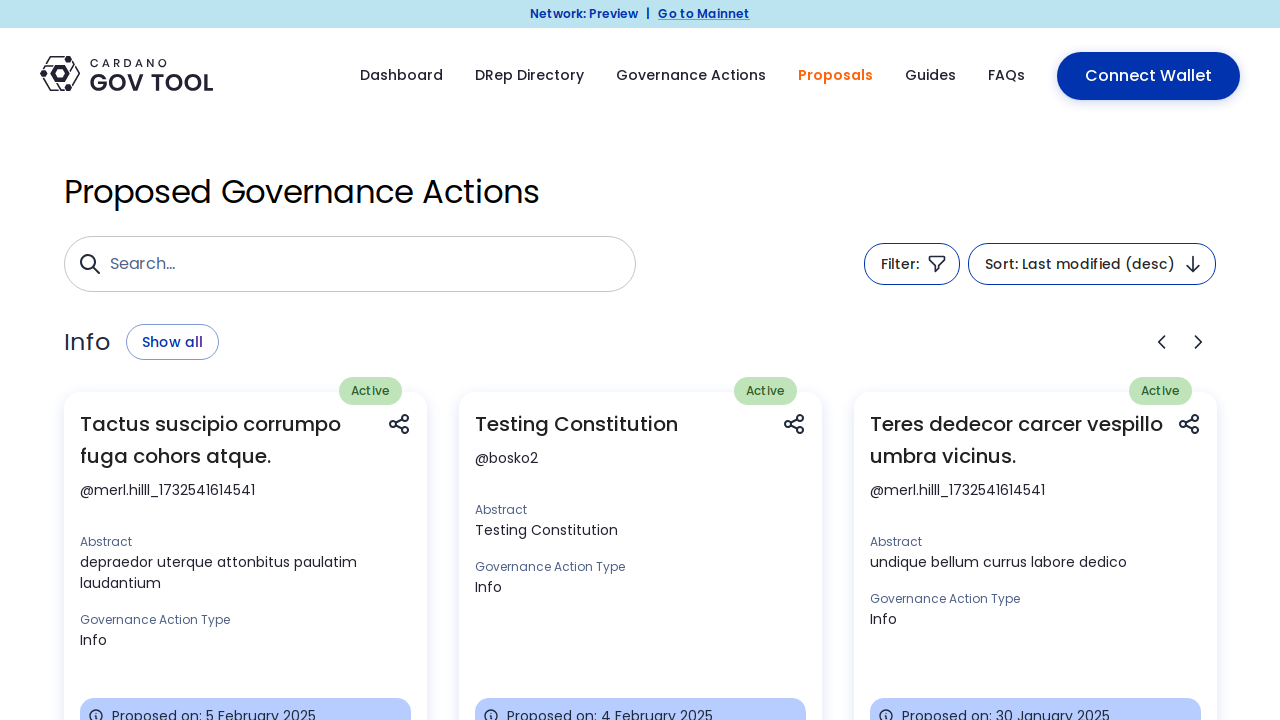 Network: Preview | Go to Mainnet
CARDANO
GOV TOOL
Dashboard
DRep Directory
Governance Actions
Proposals
Guides
FAQs
Connect Wallet
Proposed Governance Actions
Search...
Filter:
Sort: Last modified (desc)
Info
Show all
Active
Tactus suscipio corrumpo
fuga cohors atque.
@merl.hilll_1732541614541
Abstract
depraedor uterque attonbitus paulatim
laudantium
Governance Action Type
Info
Proposed on: 5 February 2025
Active
Testing Constitution
@bosko2
Abstract
Testing Constitution
Governance Action Type
Info
Proposed on: 4 February 2025
Active
Teres dedecor carcer vespillo
umbra vicinus.
@merl.hilll_1732541614541
Abstract
undique bellum currus labore dedico
Governance Action Type
Info
Proposed on: 30 January 2025